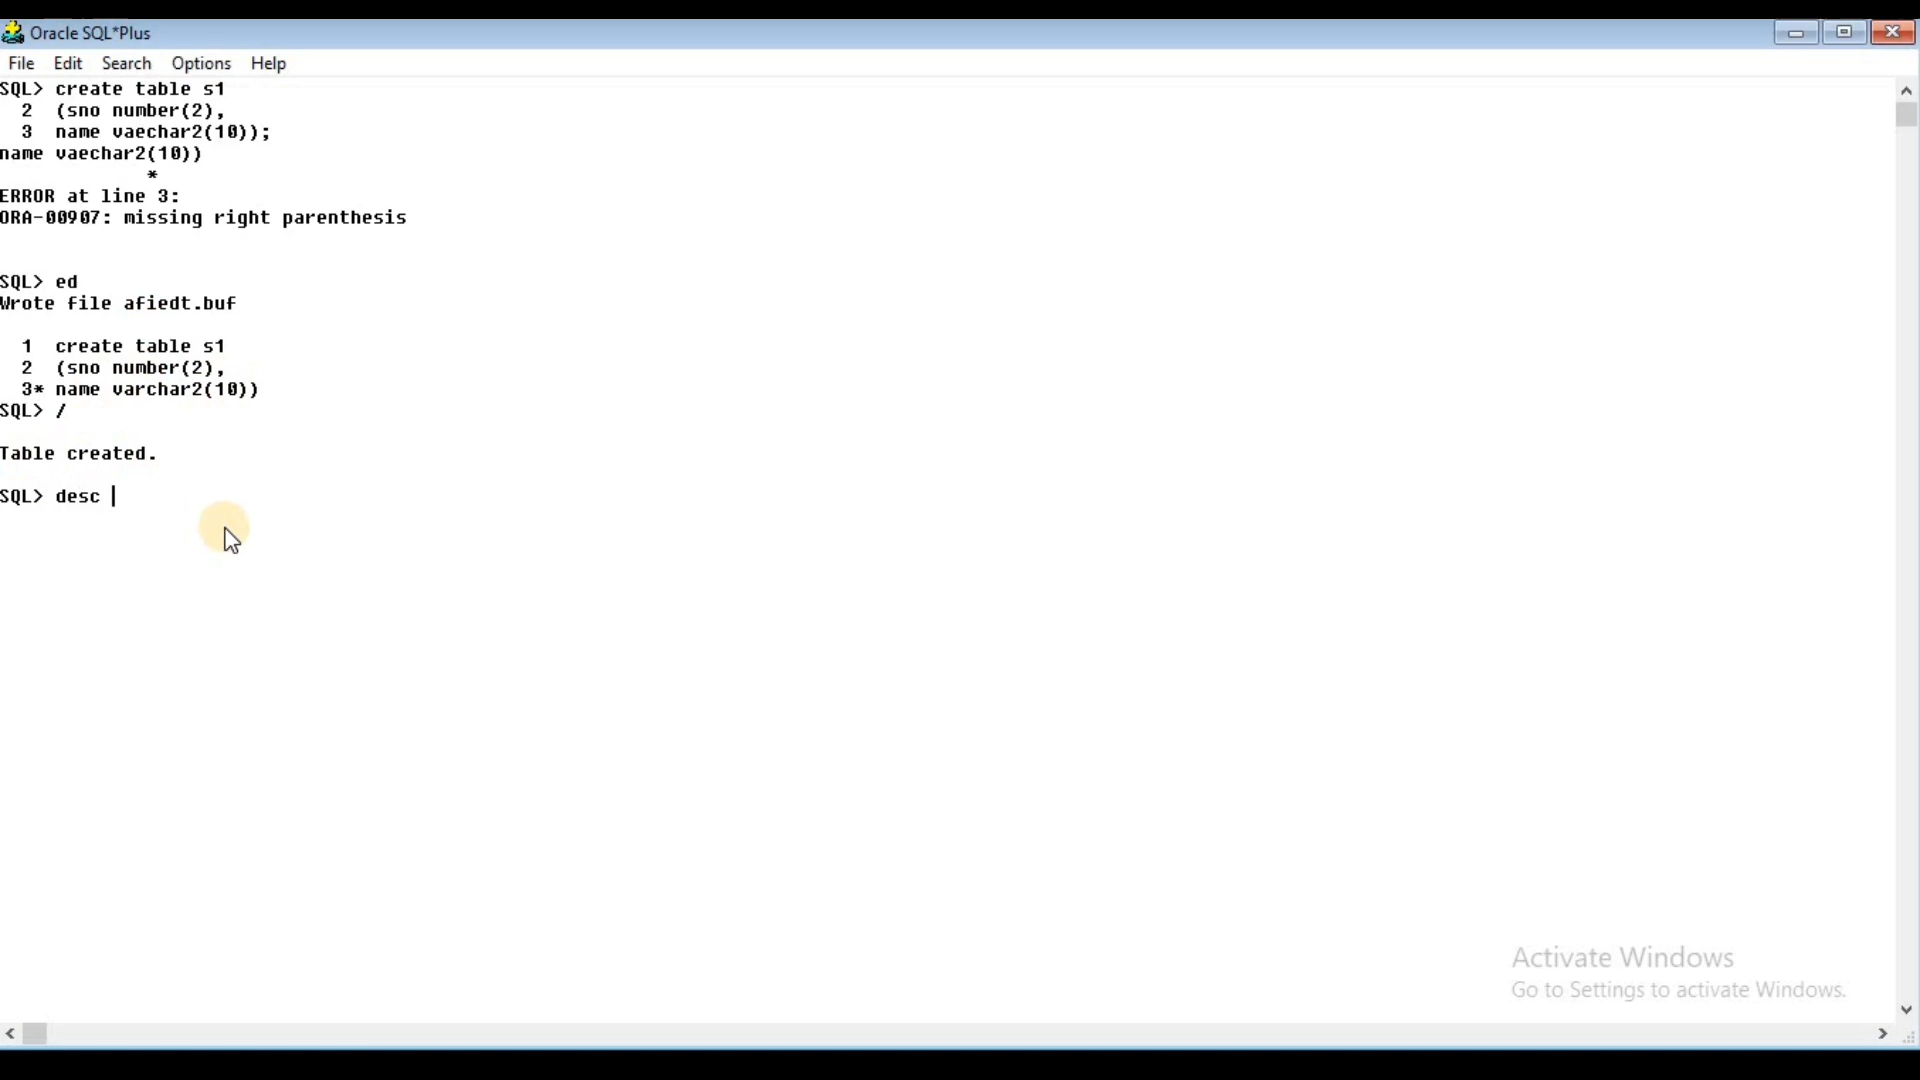 Oracle SQL*Plus
File Edit Search Options Help
SQL> create table s1
2 (sno number(2),
3 name vaechar2(10));
name vaechar2(10))
*
ERROR at line 3:
ORA-00907: missing right parenthesis
SQL> ed
Wrote file afiedt.buf
1 create table s1
2 (sno number(2),
3* name varchar2(10))
SQL> /
Table created.
SQL> desc
Activate Windows
Go to Settings to activate Windows.